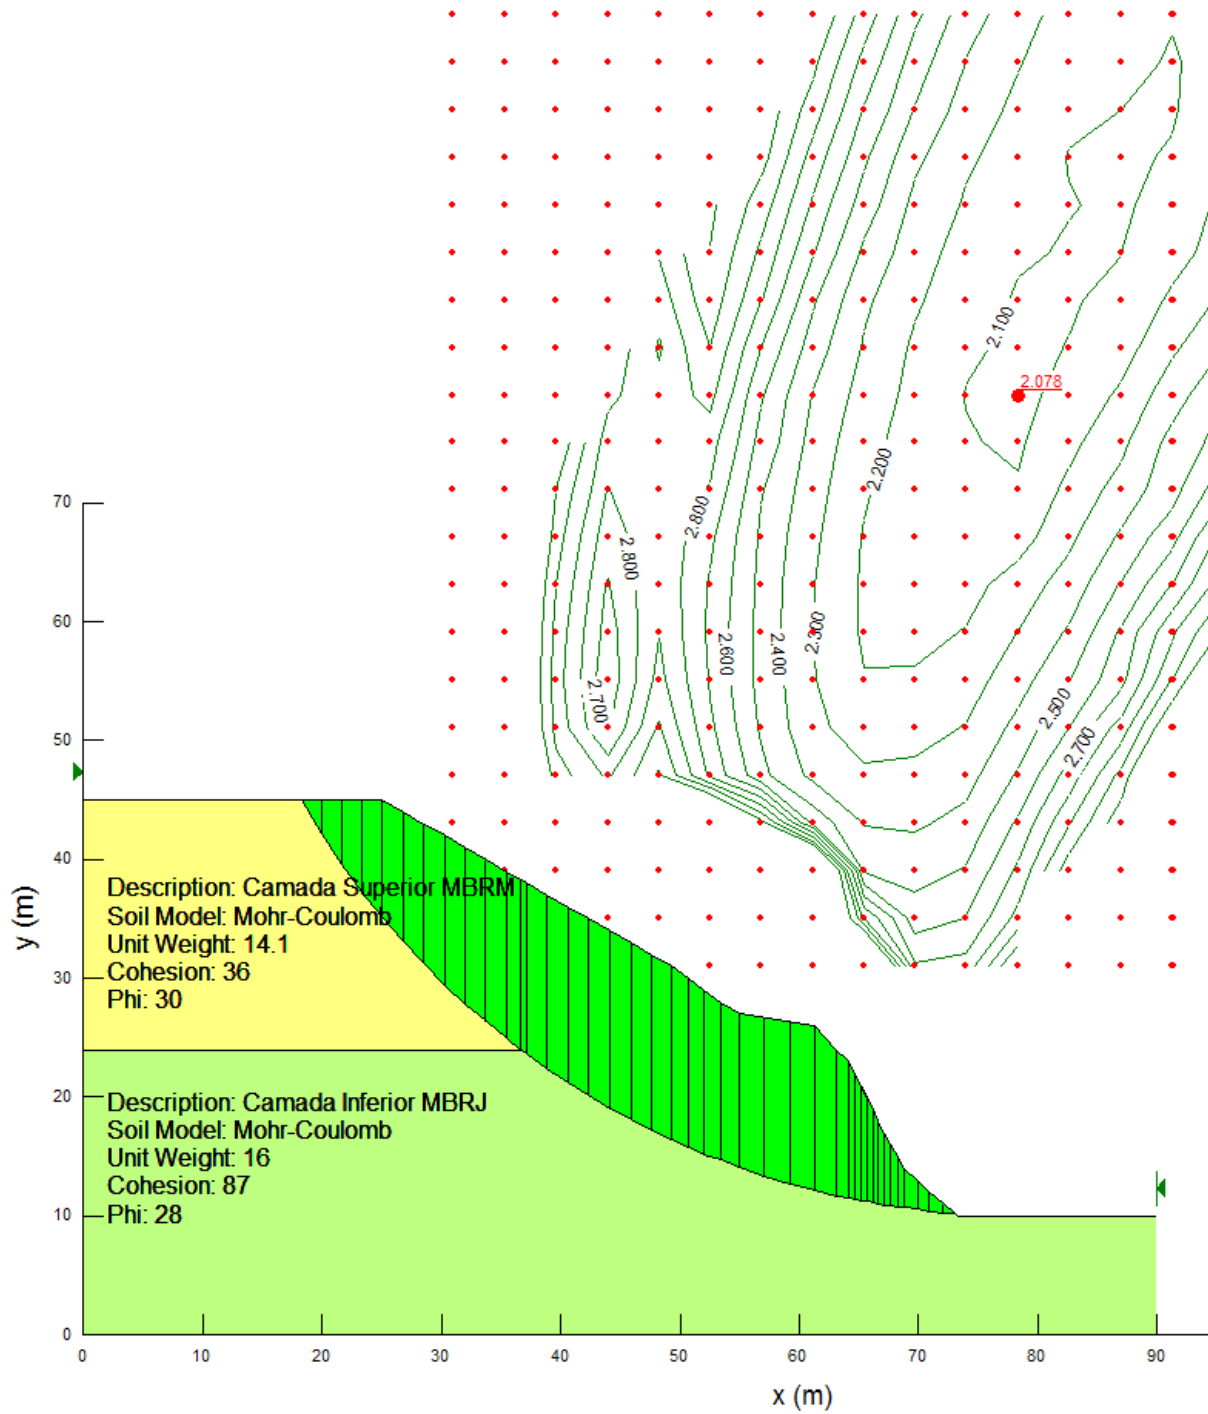 2.100
2.078
2.200
70
2.800
2.800
60
2.300
2.600
2.400
2.700
2.500
50
2.700
40
Description: Camada Superior MBRM
Soil Model: Mohr-Coulomb
Unit Weight: 14.1
Cohesion: 36
Phi: 30
y (m)
30
20
Description: Camada Inferior MBRJ
Soil Model: Mohr-Coulomb
Unit Weight: 16
Cohesion: 87
Phi: 28
10
0
0 10 20 30 40 50 60 70 80 90
x (m)